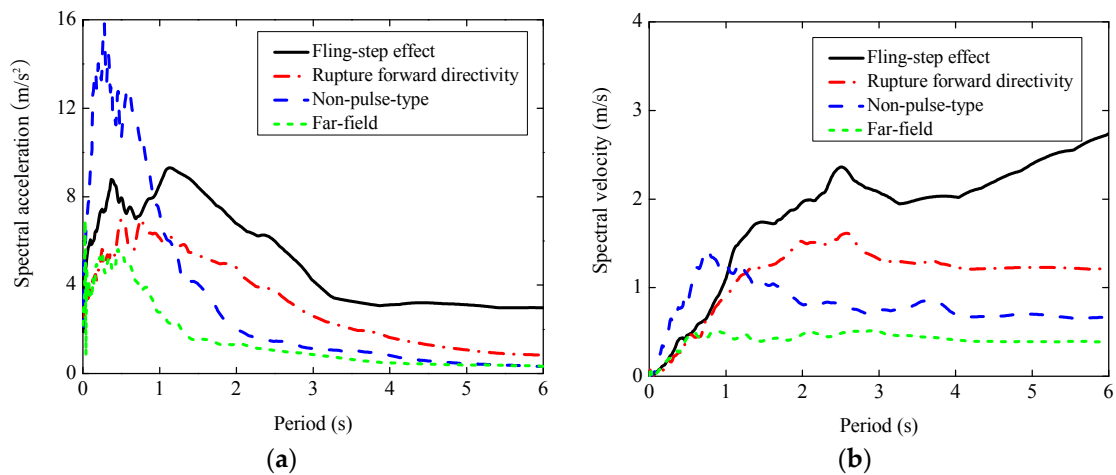 16
12
8
4
0
0 1 2 3 4 5 6
Spectral acceleration (m/s²)
Period (s)
Fling-step effect
Rupture forward directivity
Non-pulse-type
Far-field
(a)
4
3
2
1
0
0 1 2 3 4 5 6
Spectral velocity (m/s)
Period (s)
Fling-step effect
Rupture forward directivity
Non-pulse-type
Far-field
(b)